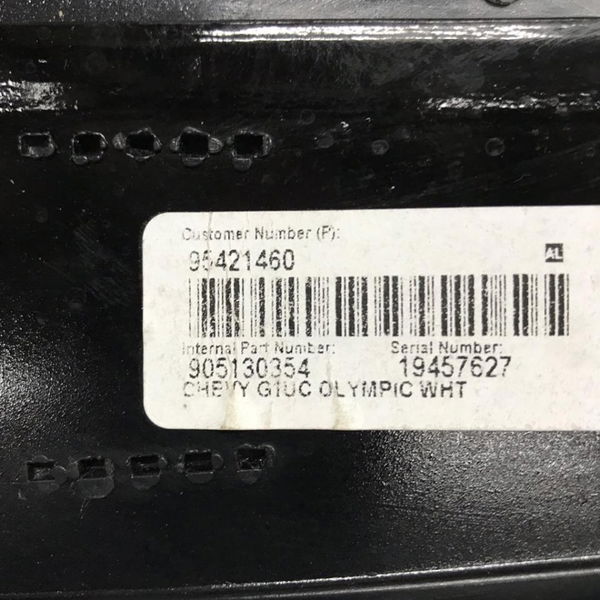 Customer Number (P):
95421460
AL
Internal Part Number: Serial Number:
905130354 19457627
CHEVY G1UC OLYMPIC WHT